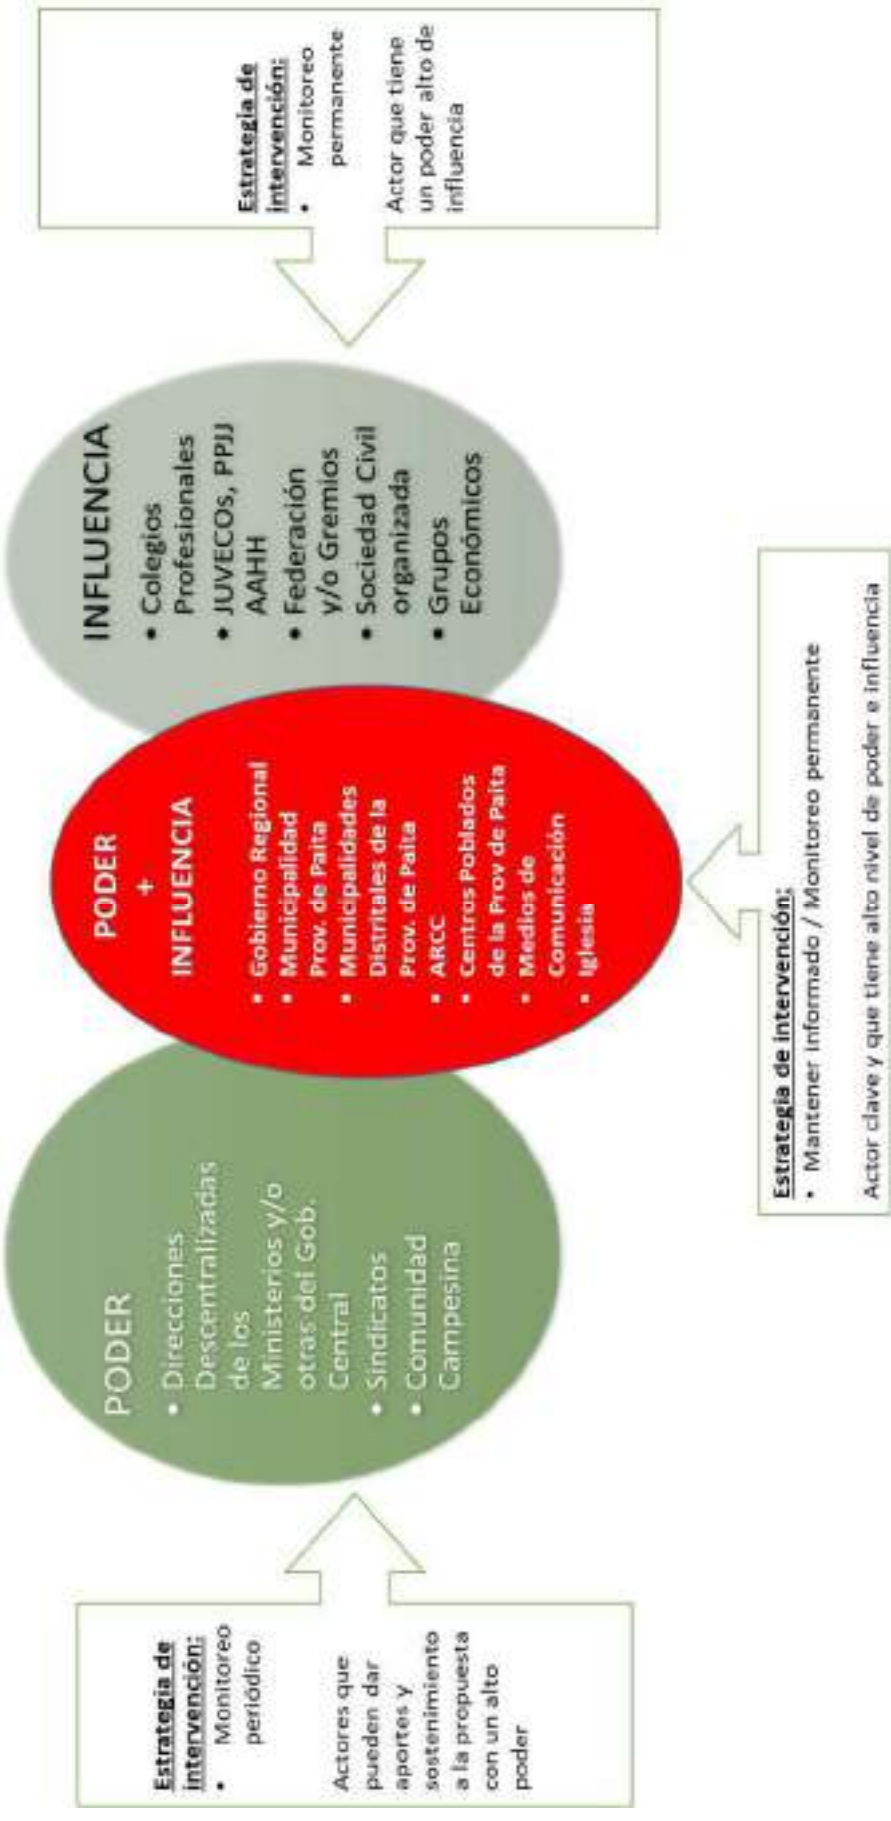 Estrategia de
intervención:
• Monitoreo
periódico
Actores que
pueden dar
aportes y
sostenimiento
a la propuesta
con un alto
poder
PODER
• Direcciones
Descentralizadas
de los
Ministerios y/o
otras del Gob.
Central
• Sindicatos
• Comunidad
Campesina
PODER
+
INFLUENCIA
• Gobierno Regional
• Municipalidad
Prov. de Paita
• Municipalidades
Distritales de la
Prov. de Paita
• ARCC
• Centros Poblados
de la Prov de Paita
• Medios de
Comunicación
• Iglesia
INFLUENCIA
• Colegios
Profesionales
• JUVECOs, PPJJ
AAHH
• Federación
y/o Gremios
• Sociedad Civil
organizada
• Grupos
Económicos
Estrategia de
intervención:
• Monitoreo
permanente
Actor que tiene
un poder alto de
influencia
Estrategia de intervención:
• Mantener informado / Monitoreo permanente
Actor clave y que tiene alto nivel de poder e influencia